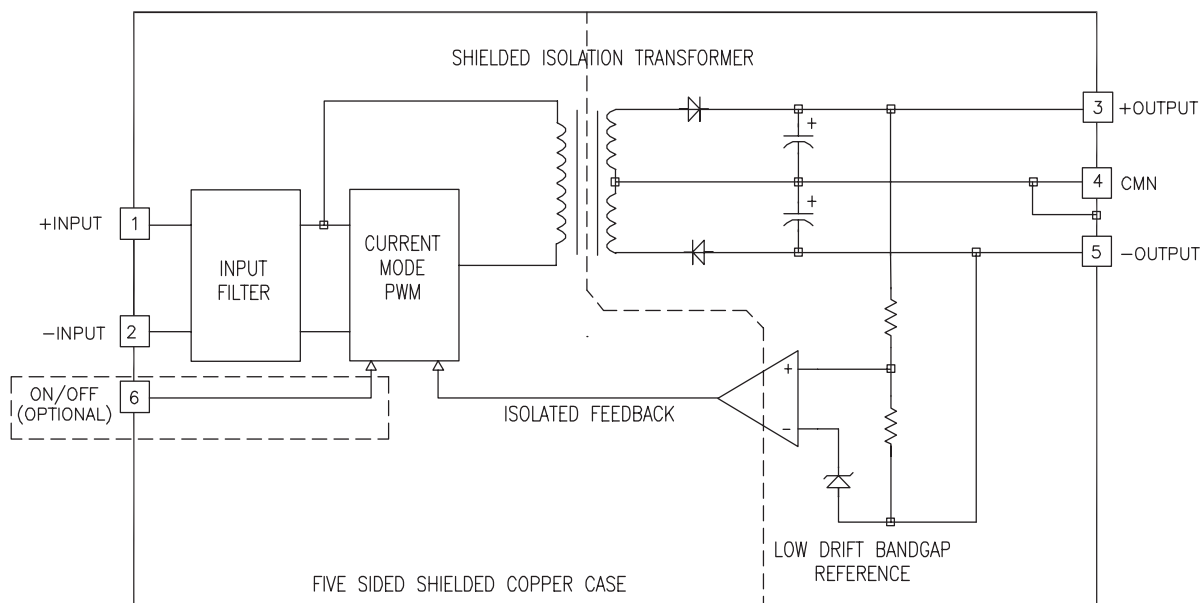 SHIELDED ISOLATION TRANSFORMER
3 +OUTPUT
+
4 CMN
+
+INPUT 1
CURRENT
MODE
PWM
5 −OUTPUT
INPUT
FILTER
−INPUT 2
+
ON/OFF
(OPTIONAL)
6
ISOLATED FEEDBACK
−
LOW DRIFT BANDGAP
REFERENCE
FIVE SIDED SHIELDED COPPER CASE